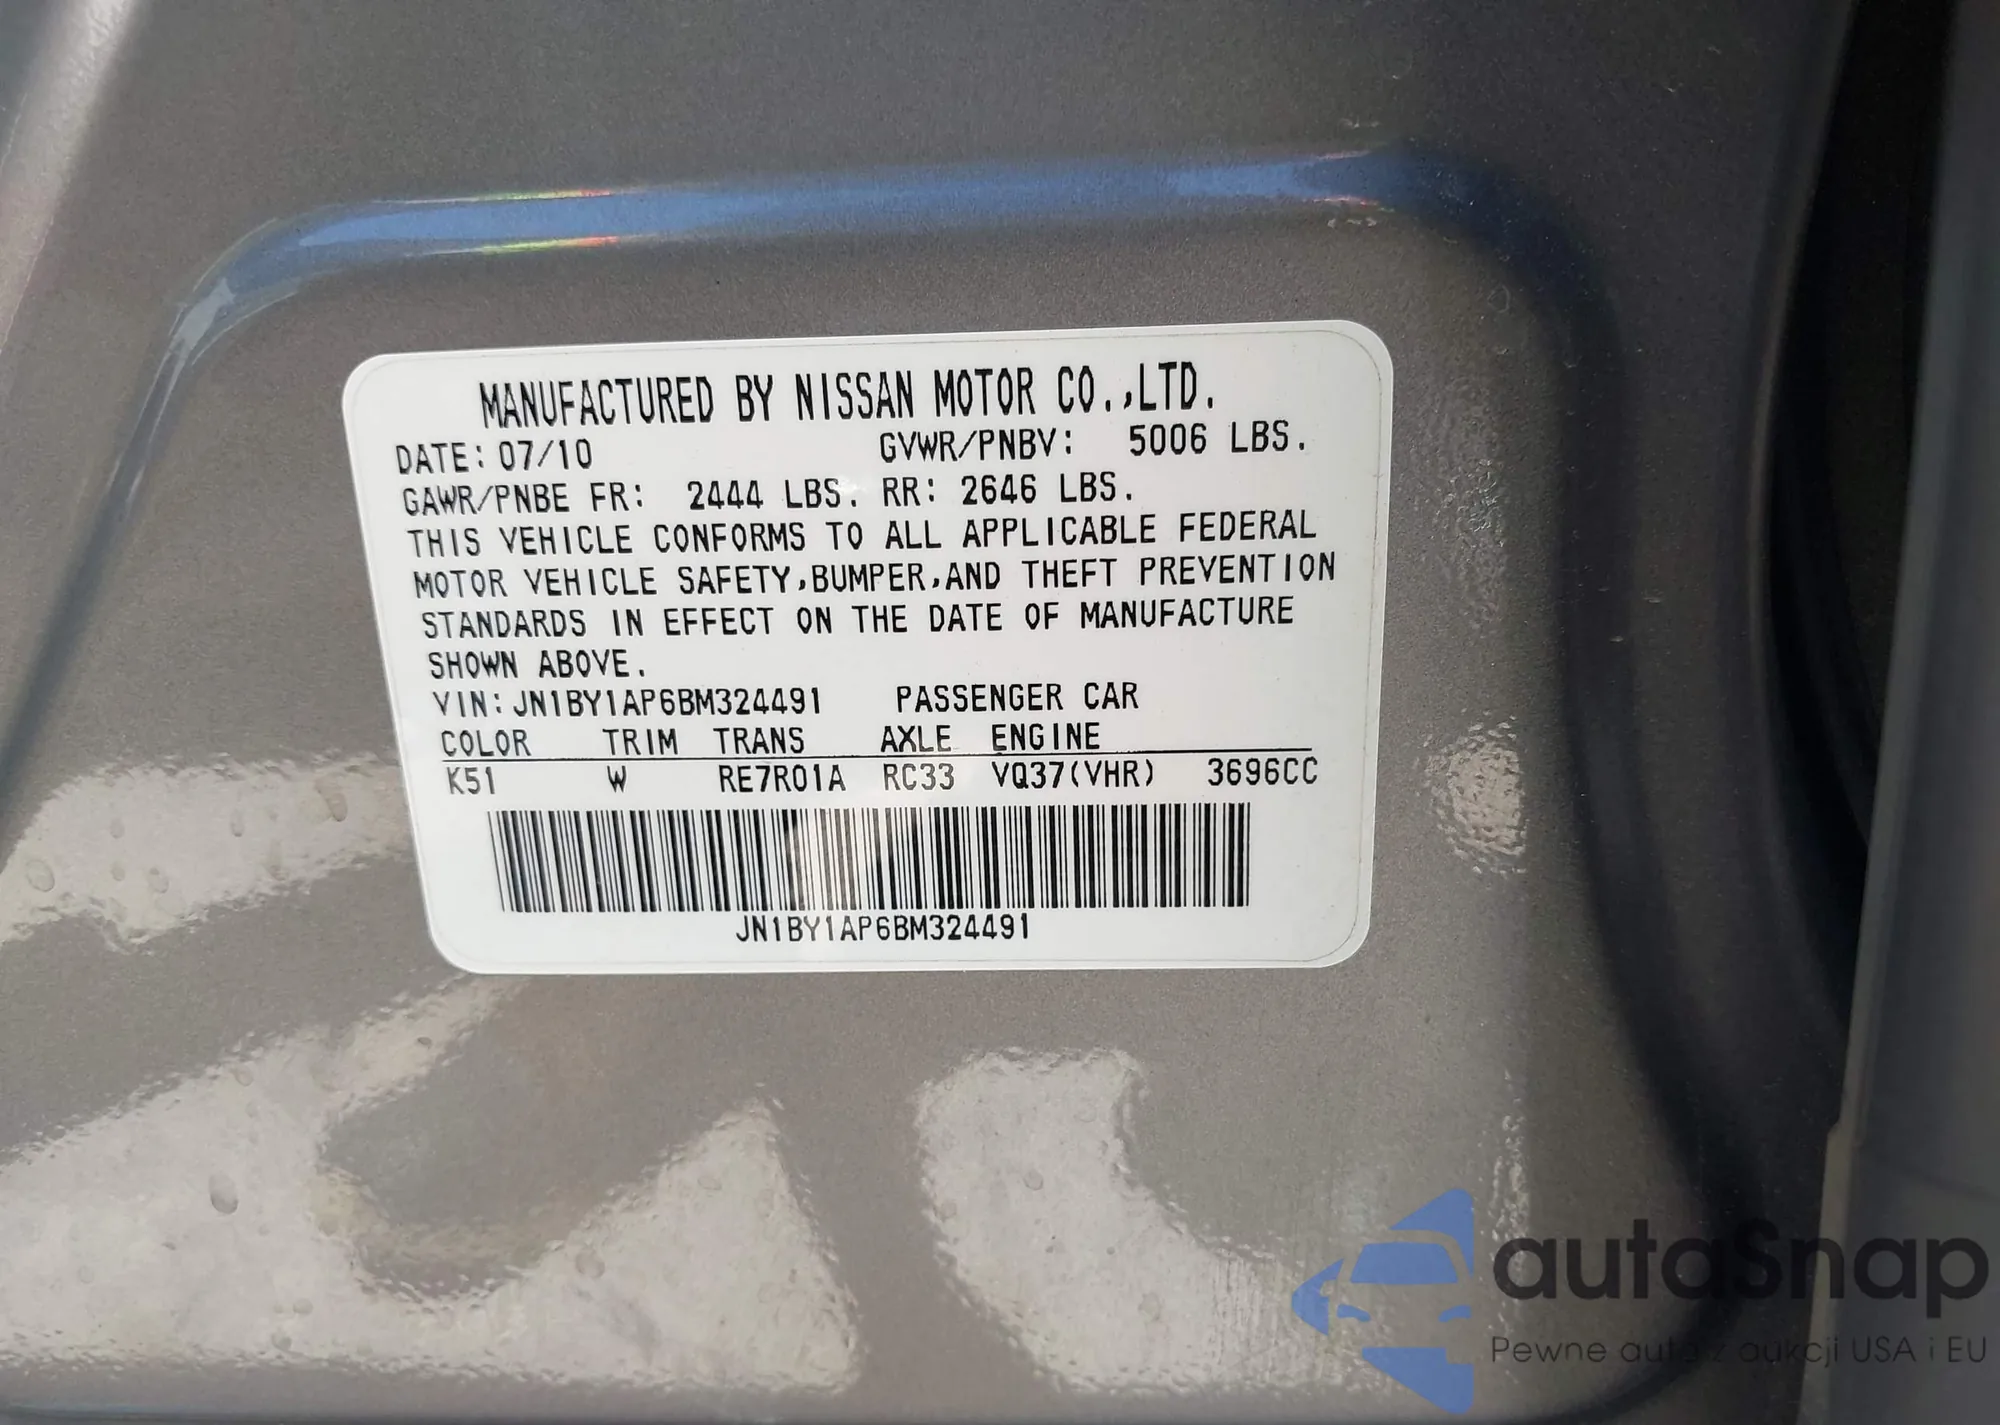 MANUFACTURED BY NISSAN MOTOR CO.,LTD.
DATE: 07/10 GVWR/PNBV: 5006 LBS.
GAWR/PNBE FR: 2444 LBS. RR: 2646 LBS.
THIS VEHICLE CONFORMS TO ALL APPLICABLE FEDERAL
MOTOR VEHICLE SAFETY,BUMPER,AND THEFT PREVENTION
STANDARDS IN EFFECT ON THE DATE OF MANUFACTURE
SHOWN ABOVE.
VIN: JN1BY1AP6BM324491 PASSENGER CAR
COLOR TRIM TRANS AXLE ENGINE
K51 W RE7R01A RC33 VQ37(VHR) 3696CC
JN1BY1AP6BM324491
autaSnap
Pewne auta z aukcji USA i EU